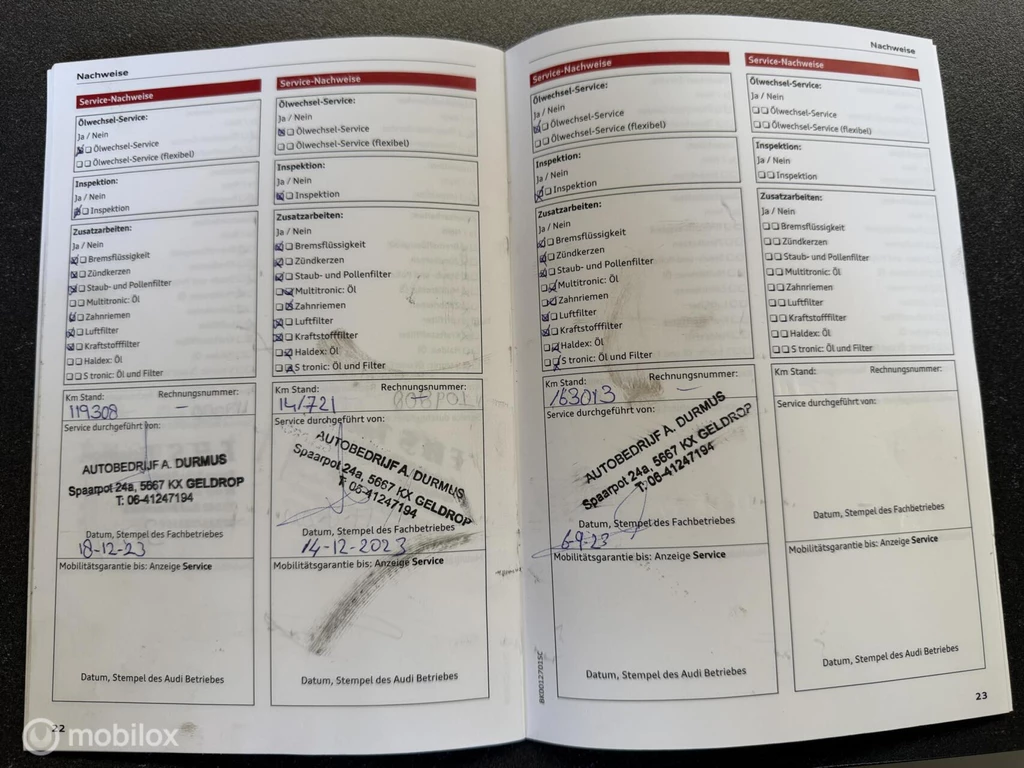 Nachweise
Service-Nachweise
Ölwechsel-Service:
Ja / Nein
Ölwechsel-Service
Ölwechsel-Service (flexibel)
Inspektion:
Ja / Nein
Inspektion
Zusatzarbeiten:
Ja / Nein
Bremsflüssigkeit
Zündkerzen
Staub- und Pollenfilter
Multitronic: Öl
Zahnriemen
Luftfilter
Kraftstofffilter
Haldex: Öl
S tronic: Öl und Filter
Km Stand: Rechnungsnummer:
119308 –
Service durchgeführt von:
AUTOBEDRIJF A. DURMUS
Spaarpot 24a, 5667 KX GELDROP
T: 06-41247194
Datum, Stempel des Fachbetriebes
18-12-23
Mobilitätsgarantie bis: Anzeige Service
Datum, Stempel des Audi Betriebes
22
Service-Nachweise
Ölwechsel-Service:
Ja / Nein
Ölwechsel-Service
Ölwechsel-Service (flexibel)
Inspektion:
Ja / Nein
Inspektion
Zusatzarbeiten:
Ja / Nein
Bremsflüssigkeit
Zündkerzen
Staub- und Pollenfilter
Multitronic: Öl
Zahnriemen
Luftfilter
Kraftstofffilter
Haldex: Öl
S tronic: Öl und Filter
Km Stand: Rechnungsnummer:
141721 –
Service durchgeführt von:
AUTOBEDRIJF A. DURMUS
Spaarpot 24a, 5667 KX GELDROP
T: 06-41247194
Datum, Stempel des Fachbetriebes
14-12-2023
Mobilitätsgarantie bis: Anzeige Service
Datum, Stempel des Audi Betriebes
Nachweise
Service-Nachweise
Ölwechsel-Service:
Ja / Nein
Ölwechsel-Service
Ölwechsel-Service (flexibel)
Inspektion:
Ja / Nein
Inspektion
Zusatzarbeiten:
Ja / Nein
Bremsflüssigkeit
Zündkerzen
Staub- und Pollenfilter
Multitronic: Öl
Zahnriemen
Luftfilter
Kraftstofffilter
Haldex: Öl
S tronic: Öl und Filter
Km Stand: Rechnungsnummer:
163013 –
Service durchgeführt von:
AUTOBEDRIJF A. DURMUS
Spaarpot 24a, 5667 KX GELDROP
T: 06-41247194
Datum, Stempel des Fachbetriebes
69-23
Mobilitätsgarantie bis: Anzeige Service
Datum, Stempel des Audi Betriebes
Service-Nachweise
Ölwechsel-Service:
Ja / Nein
Ölwechsel-Service
Ölwechsel-Service (flexibel)
Inspektion:
Ja / Nein
Inspektion
Zusatzarbeiten:
Ja / Nein
Bremsflüssigkeit
Zündkerzen
Staub- und Pollenfilter
Multitronic: Öl
Zahnriemen
Luftfilter
Kraftstofffilter
Haldex: Öl
S tronic: Öl und Filter
Km Stand: Rechnungsnummer:
Service durchgeführt von:
Datum, Stempel des Fachbetriebes
Mobilitätsgarantie bis: Anzeige Service
Datum, Stempel des Audi Betriebes
23
mobilox